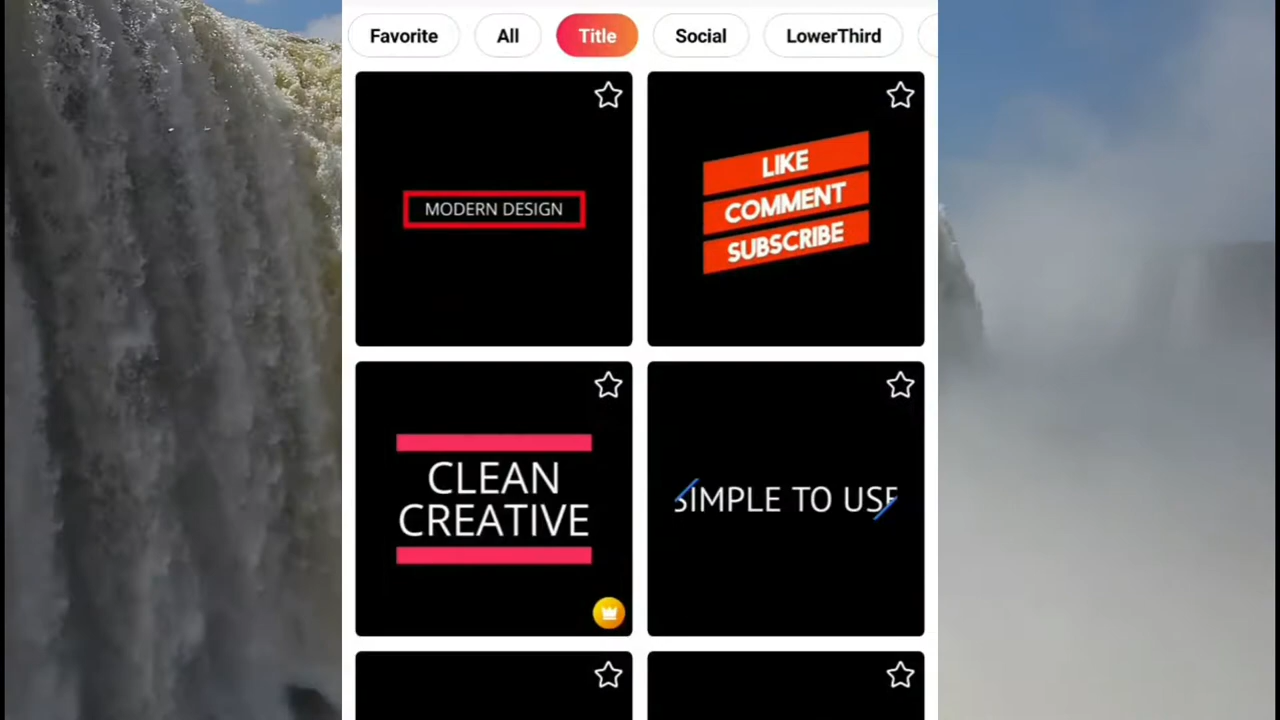 Favorite
All
Title
Social
LowerThird
MODERN DESIGN
LIKE
COMMENT
SUBSCRIBE
CLEAN
CREATIVE
SIMPLE TO USE